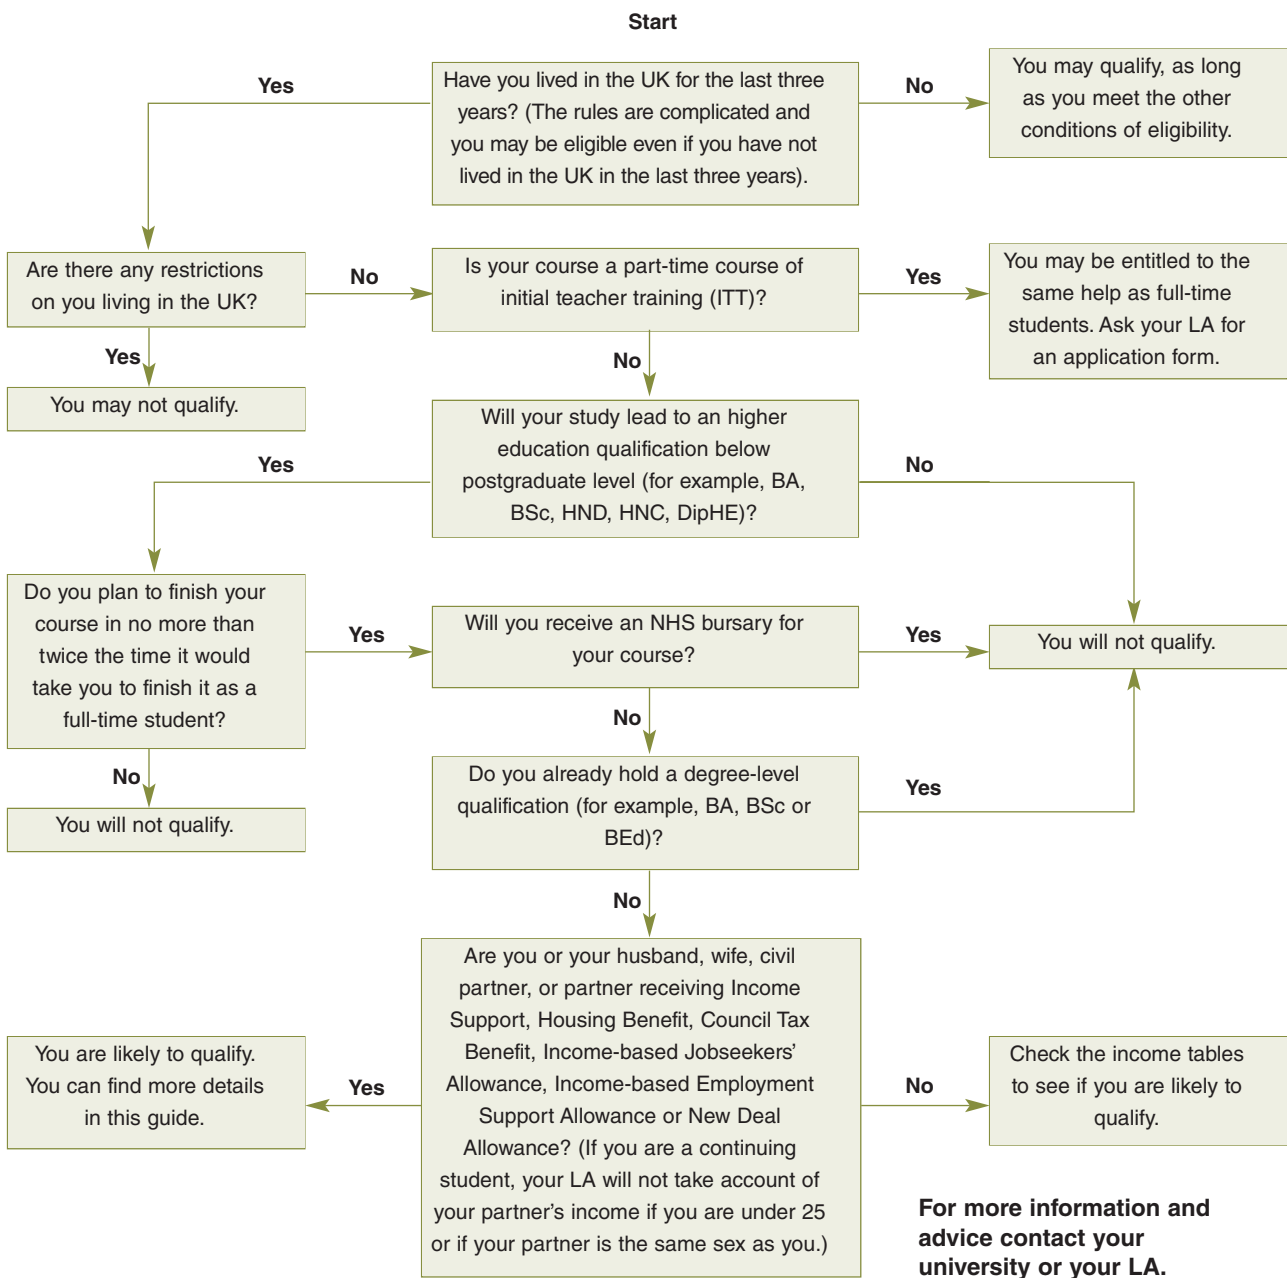 Start
Yes
Have you lived in the UK for the last three
years? (The rules are complicated and
you may be eligible even if you have not
lived in the UK in the last three years).
No
You may qualify, as long
as you meet the other
conditions of eligibility.
Are there any restrictions
on you living in the UK?
No
Is your course a part-time course of
initial teacher training (ITT)?
Yes
You may be entitled to the
same help as full-time
students. Ask your LA for
an application form.
Yes
You may not qualify.
No
Will your study lead to an higher
education qualification below
postgraduate level (for example, BA,
BSc, HND, HNC, DipHE)?
Yes
No
Do you plan to finish your
course in no more than
twice the time it would
take you to finish it as a
full-time student?
Yes
Will you receive an NHS bursary for
your course?
Yes
You will not qualify.
No
You will not qualify.
No
Do you already hold a degree-level
qualification (for example, BA, BSc or
BEd)?
Yes
No
Are you or your husband, wife, civil
partner, or partner receiving Income
Support, Housing Benefit, Council Tax
Benefit, Income-based Jobseekers’
Allowance, Income-based Employment
Support Allowance or New Deal
Allowance? (If you are a continuing
student, your LA will not take account of
your partner’s income if you are under 25
or if your partner is the same sex as you.)
Yes
You are likely to qualify.
You can find more details
in this guide.
No
Check the income tables
to see if you are likely to
qualify.
For more information and
advice contact your
university or your LA.